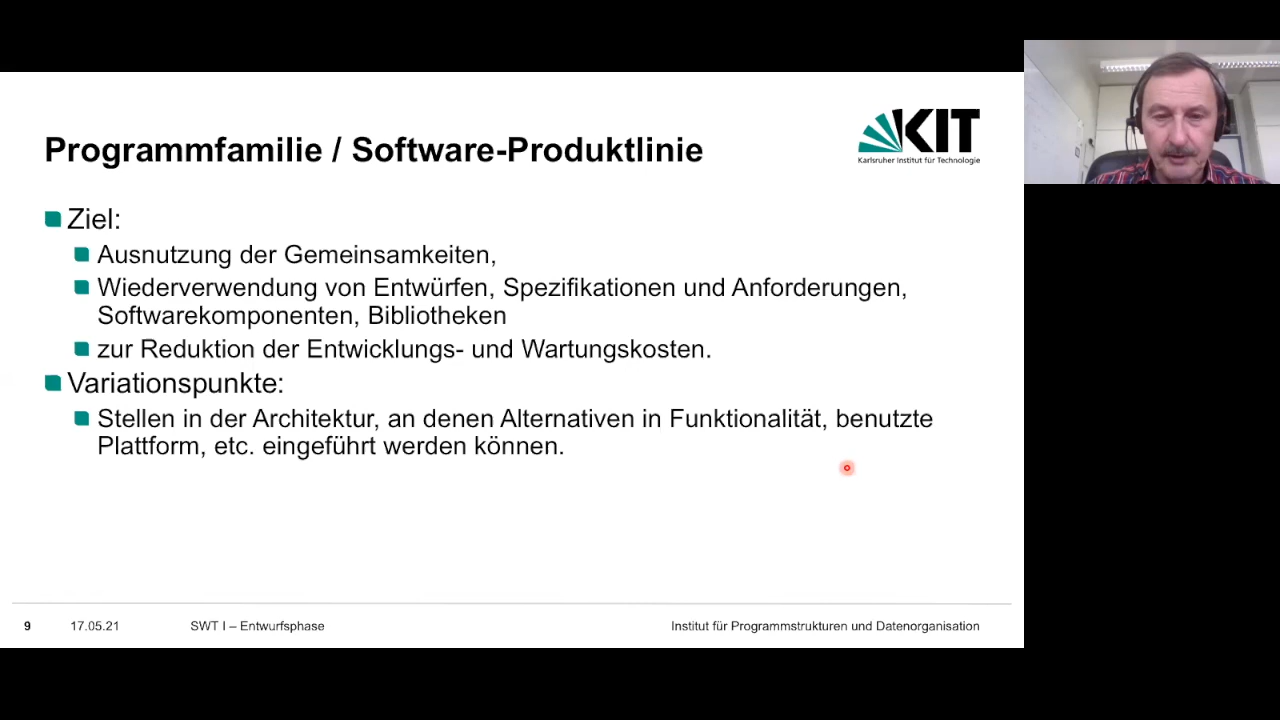 Programmfamilie / Software-Produktlinie
KIT
Karlsruher Institut für Technologie
Ziel:
Ausnutzung der Gemeinsamkeiten,
Wiederverwendung von Entwürfen, Spezifikationen und Anforderungen,
Softwarekomponenten, Bibliotheken
zur Reduktion der Entwicklungs- und Wartungskosten.
Variationspunkte:
Stellen in der Architektur, an denen Alternativen in Funktionalität, benutzte
Plattform, etc. eingeführt werden können.
9 17.05.21 SWT I – Entwurfsphase Institut für Programmstrukturen und Datenorganisation